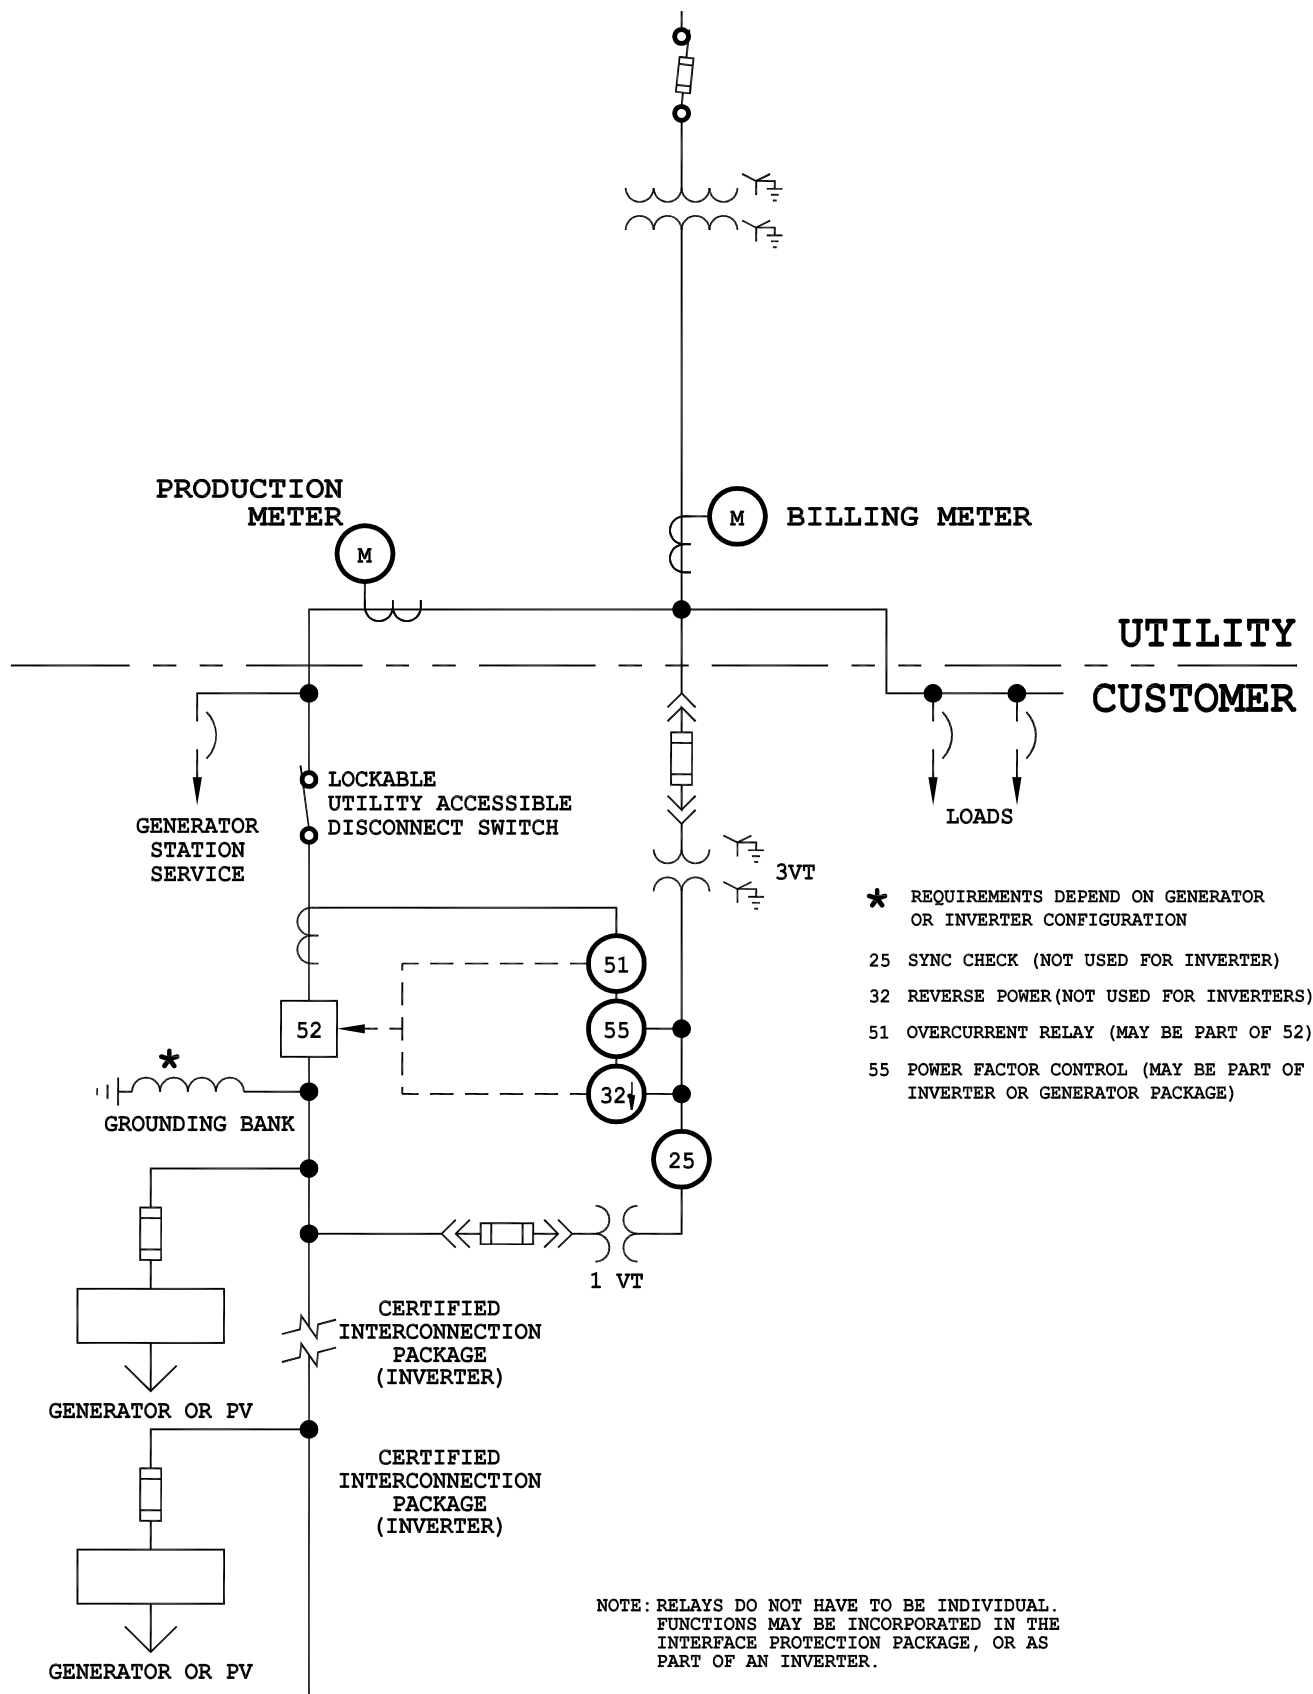 PRODUCTION
METER
M
M
BILLING METER
UTILITY
CUSTOMER
LOCKABLE
UTILITY ACCESSIBLE
DISCONNECT SWITCH
GENERATOR
STATION
SERVICE
LOADS
3VT
* REQUIREMENTS DEPEND ON GENERATOR
OR INVERTER CONFIGURATION
25 SYNC CHECK (NOT USED FOR INVERTER)
32 REVERSE POWER(NOT USED FOR INVERTERS)
51 OVERCURRENT RELAY (MAY BE PART OF 52)
55 POWER FACTOR CONTROL (MAY BE PART OF
INVERTER OR GENERATOR PACKAGE)
51
52
55
*
32
GROUNDING BANK
25
1 VT
CERTIFIED
INTERCONNECTION
PACKAGE
(INVERTER)
GENERATOR OR PV
CERTIFIED
INTERCONNECTION
PACKAGE
(INVERTER)
GENERATOR OR PV
NOTE: RELAYS DO NOT HAVE TO BE INDIVIDUAL.
FUNCTIONS MAY BE INCORPORATED IN THE
INTERFACE PROTECTION PACKAGE, OR AS
PART OF AN INVERTER.